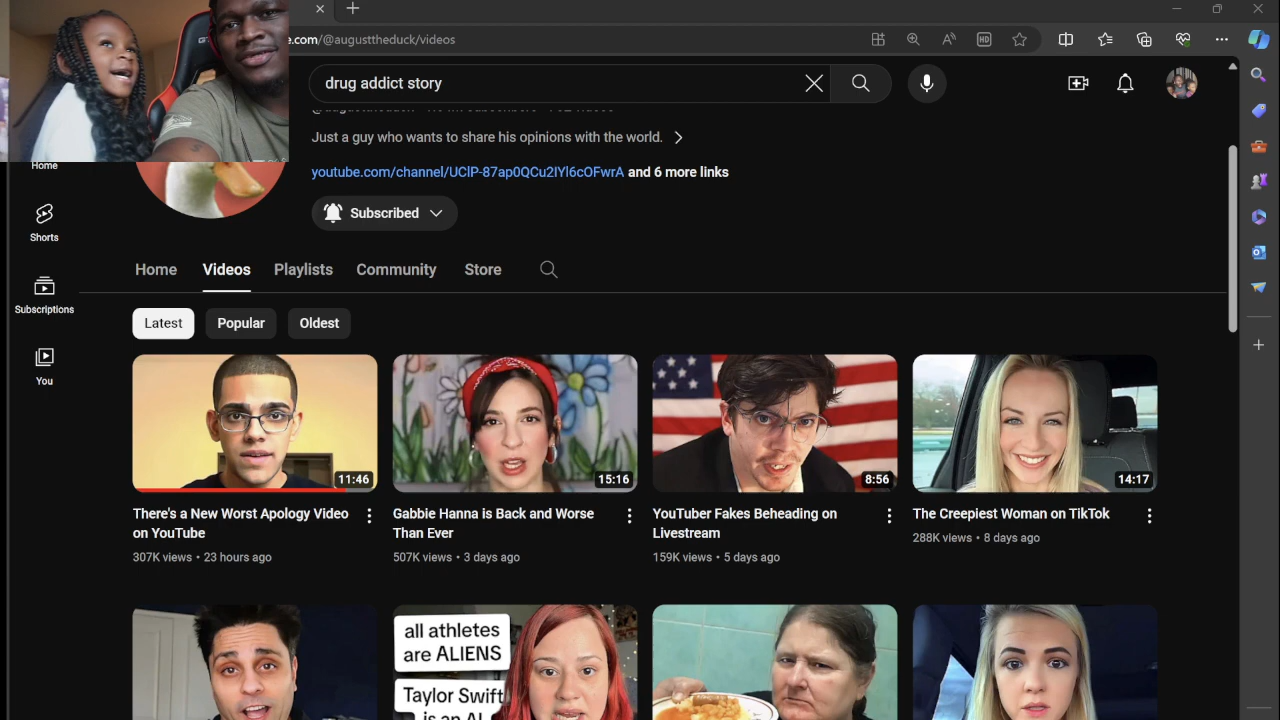 e.com/@augusttheduck/videos
drug addict story
Just a guy who wants to share his opinions with the world.
youtube.com/channel/UClP-87ap0QCu2IYl6cOFwrA and 6 more links
Subscribed
Home
Shorts
Subscriptions
You
Home Videos Playlists Community Store
Latest Popular Oldest
11:46 15:16 8:56 14:17
There's a New Worst Apology Video on YouTube
307K views • 23 hours ago
Gabbie Hanna is Back and Worse Than Ever
507K views • 3 days ago
YouTuber Fakes Beheading on Livestream
159K views • 5 days ago
The Creepiest Woman on TikTok
288K views • 8 days ago
all athletes
are ALIENS
Taylor Swift
is an